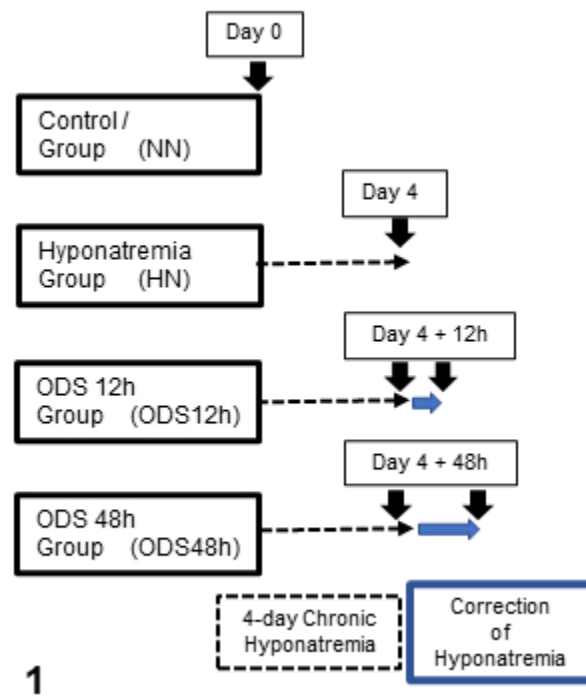 Day 0
Control /
Group (NN)
Day 4
Hyponatremia
Group (HN)
Day 4 + 12h
ODS 12h
Group (ODS12h)
Day 4 + 48h
ODS 48h
Group (ODS48h)
4-day Chronic
Hyponatremia
Correction
of
Hyponatremia
1